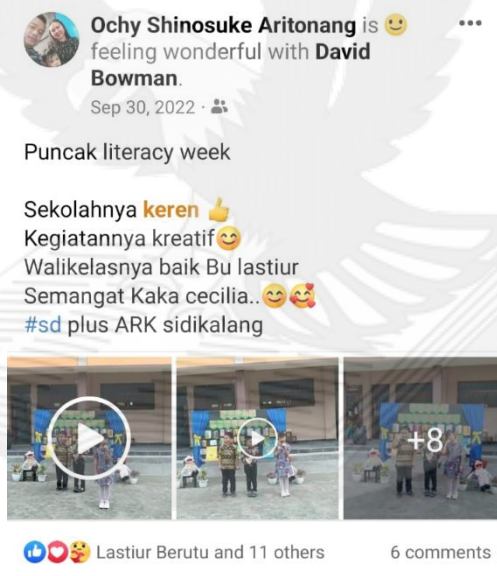 Ochy Shinosuke Aritonang is
feeling wonderful with David
Bowman.
Sep 30, 2022 ·
Puncak literacy week
Sekolahnya keren 👍
Kegiatannya kreatif😊
Walikelasnya baik Bu lastiur
Semangat Kaka cecilia..😊🥰
#sd plus ARK sidikalang
+8
Lastiur Berutu and 11 others 6 comments